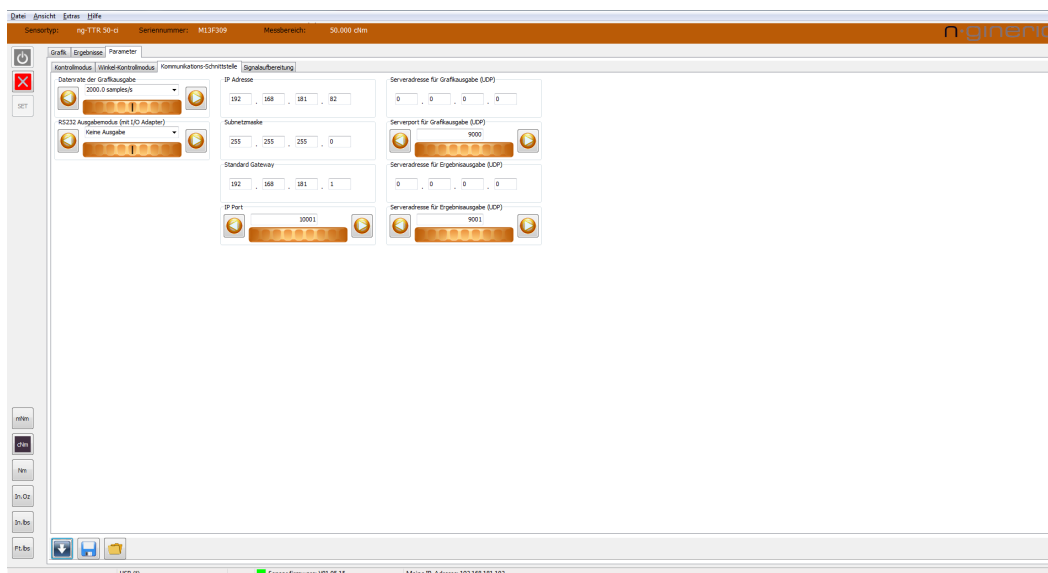 Datei Ansicht Extras Hilfe
Sensortyp: ng-TTR 50-ci Seriennummer: M13F309 Messbereich: 50.000 cNm
n-gineric
Grafik Ergebnisse Parameter
Kontrollmodus Winkel-Kontrollmodus Kommunikations-Schnittstelle Signalaufbereitung
Datenrate der Grafikausgabe
2000.0 samples/s
RS232 Ausgabemodus (mit I/O Adapter)
Keine Ausgabe
IP Adresse
192 . 168 . 181 . 82
Subnetzmaske
255 . 255 . 255 . 0
Standard Gateway
192 . 168 . 181 . 1
IP Port
10001
Serveradresse für Grafikausgabe (UDP)
0 . 0 . 0 . 0
Serverport für Grafikausgabe (UDP)
9000
Serveradresse für Ergebnisausgabe (UDP)
0 . 0 . 0 . 0
Serveradresse für Ergebnisausgabe (UDP)
9001
SET
mNm
cNm
Nm
In.Oz
In.lbs
Ft.lbs